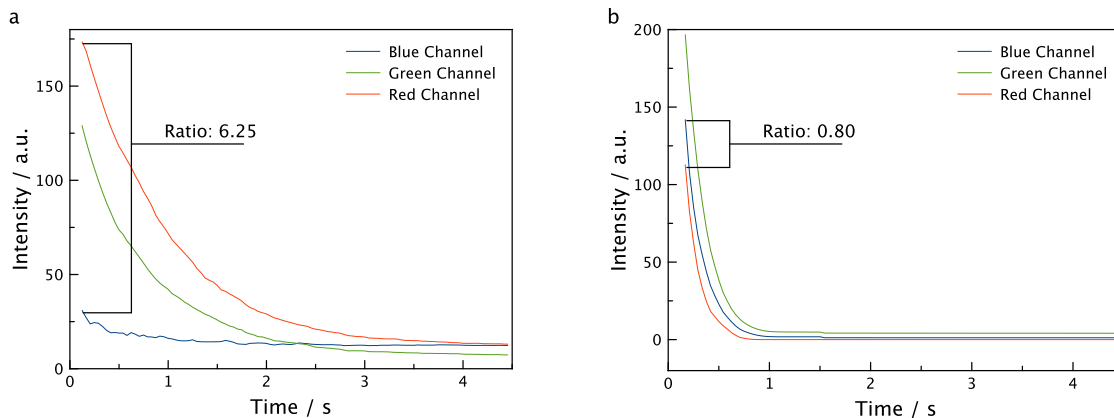 a
Intensity / a.u.
150
100
50
0
0 1 2 3 4
Time / s
Blue Channel
Green Channel
Red Channel
Ratio: 6.25
b
Intensity / a.u.
200
150
100
50
0
0 1 2 3 4
Time / s
Blue Channel
Green Channel
Red Channel
Ratio: 0.80